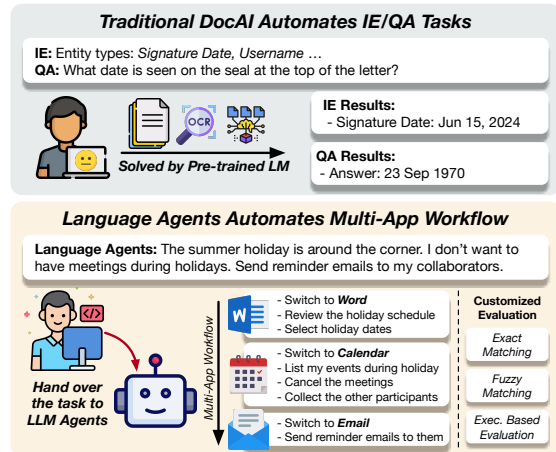 Traditional DocAI Automates IE/QA Tasks
IE: Entity types: Signature Date, Username …
QA: What date is seen on the seal at the top of the letter?
OCR
Solved by Pre-trained LM
IE Results:
- Signature Date: Jun 15, 2024
QA Results:
- Answer: 23 Sep 1970
Language Agents Automates Multi-App Workflow
Language Agents: The summer holiday is around the corner. I don't want to
have meetings during holidays. Send reminder emails to my collaborators.
</>
Hand over
the task to
LLM Agents
Multi-App Workflow
W
- Switch to Word
- Review the holiday schedule
- Select holiday dates
- Switch to Calendar
- List my events during holiday
- Cancel the meetings
- Collect the other participants
- Switch to Email
- Send reminder emails to them
Customized
Evaluation
Exact
Matching
Fuzzy
Matching
Exec. Based
Evaluation